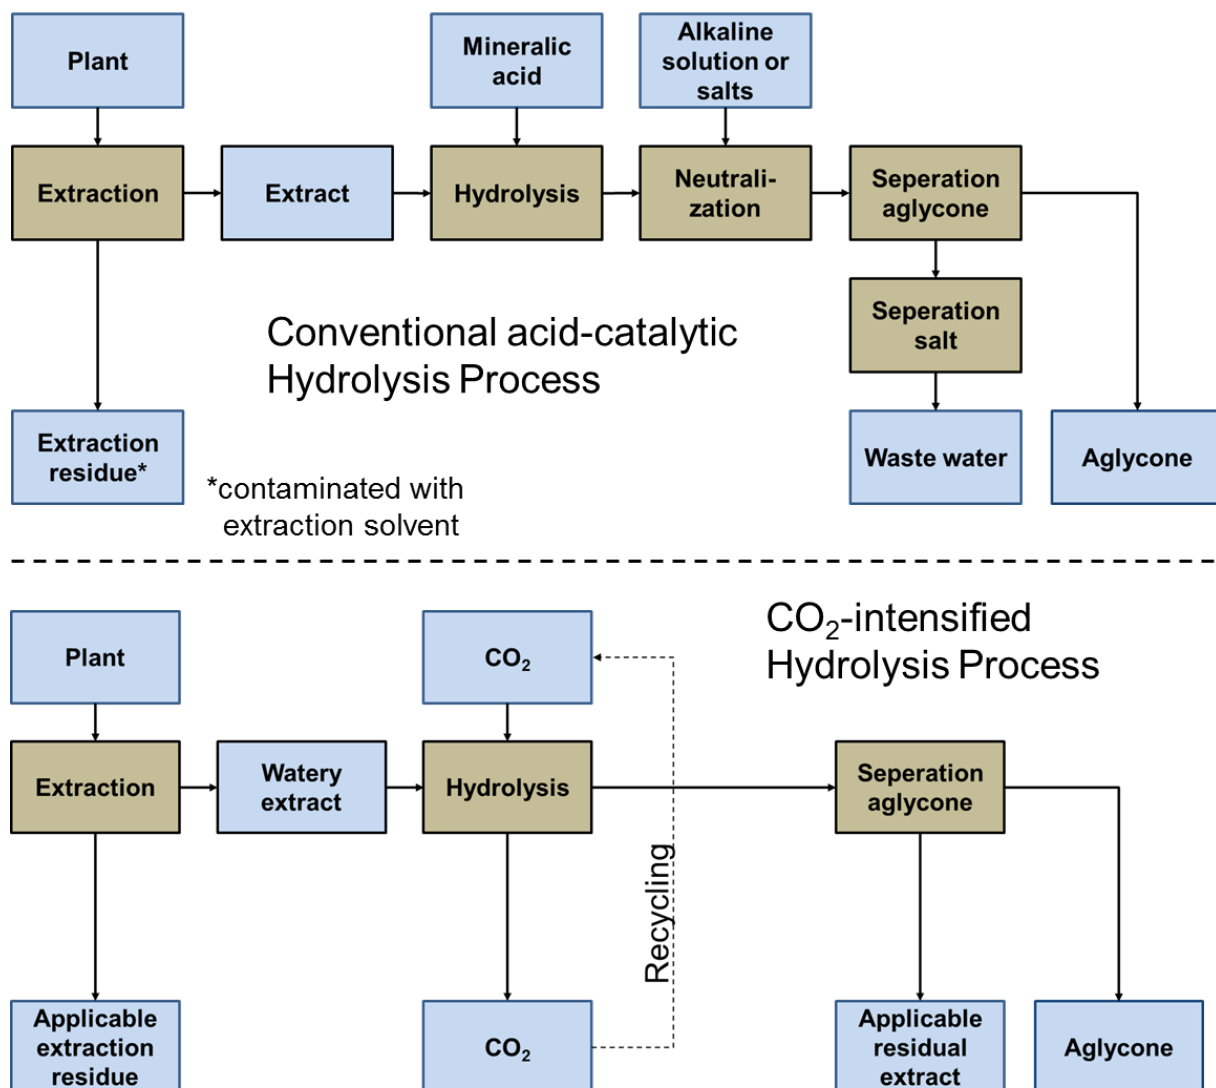 Plant
Mineralic
acid
Alkaline
solution or
salts
Extraction
Extract
Hydrolysis
Neutrali-
zation
Seperation
aglycone
Seperation
salt
Conventional acid-catalytic
Hydrolysis Process
Extraction
residue*
*contaminated with
extraction solvent
Waste water
Aglycone
CO₂-intensified
Hydrolysis Process
Plant
CO₂
Extraction
Watery
extract
Hydrolysis
Seperation
aglycone
Recycling
Applicable
extraction
residue
CO₂
Applicable
residual
extract
Aglycone